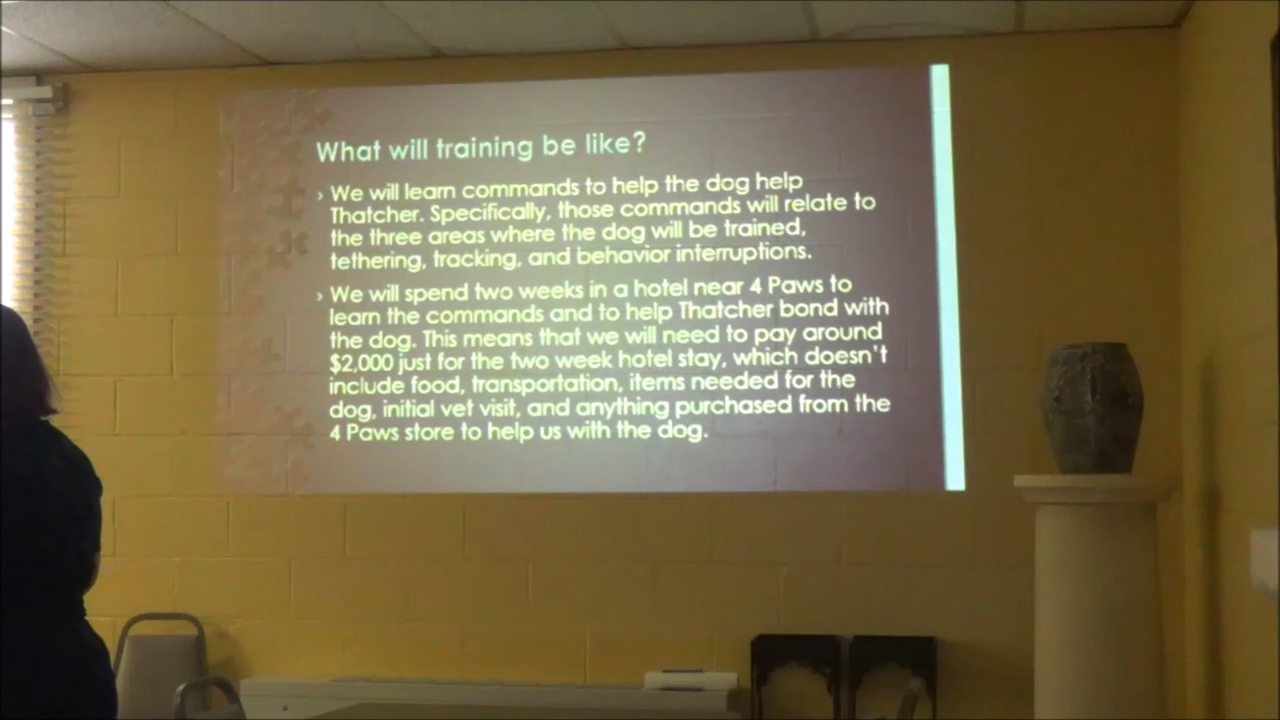 What will training be like?
› We will learn commands to help the dog help
Thatcher. Specifically, those commands will relate to
the three areas where the dog will be trained,
tethering, tracking, and behavior interruptions.
› We will spend two weeks in a hotel near 4 Paws to
learn the commands and to help Thatcher bond with
the dog. This means that we will need to pay around
$2,000 just for the two week hotel stay, which doesn't
include food, transportation, items needed for the
dog, initial vet visit, and anything purchased from the
4 Paws store to help us with the dog.